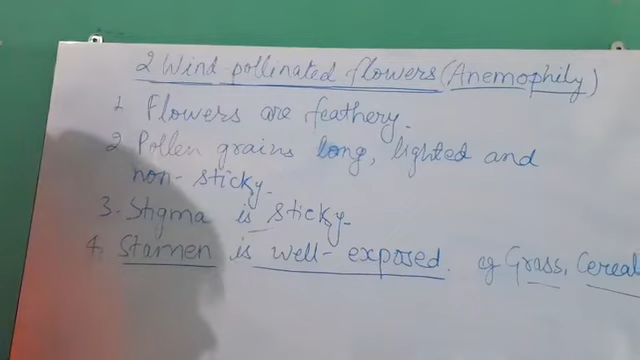 2 Wind pollinated flowers (Anemophily)
1 Flowers are feathery.
2 Pollen grains long, lighted and
non-sticky.
3. Stigma is sticky.
4. Stamen is well-exposed. eg Grass, Cereal